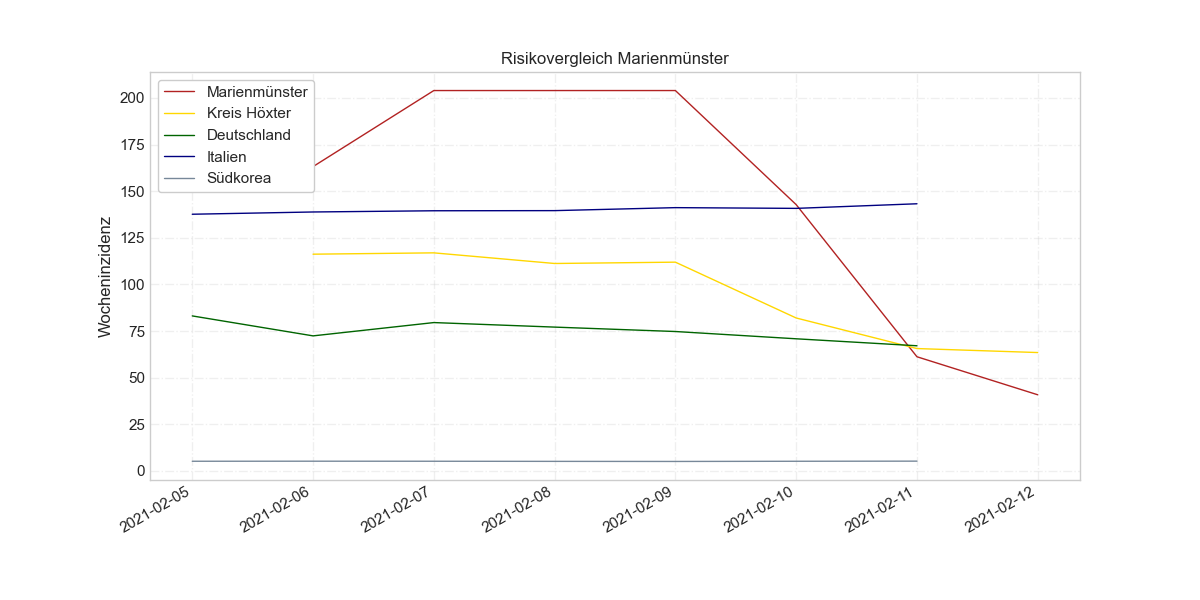 Risikovergleich Marienmünster
Marienmünster
Kreis Höxter
Deutschland
Italien
Südkorea
Wocheninzidenz
200
175
150
125
100
75
50
25
0
2021-02-05
2021-02-06
2021-02-07
2021-02-08
2021-02-09
2021-02-10
2021-02-11
2021-02-12